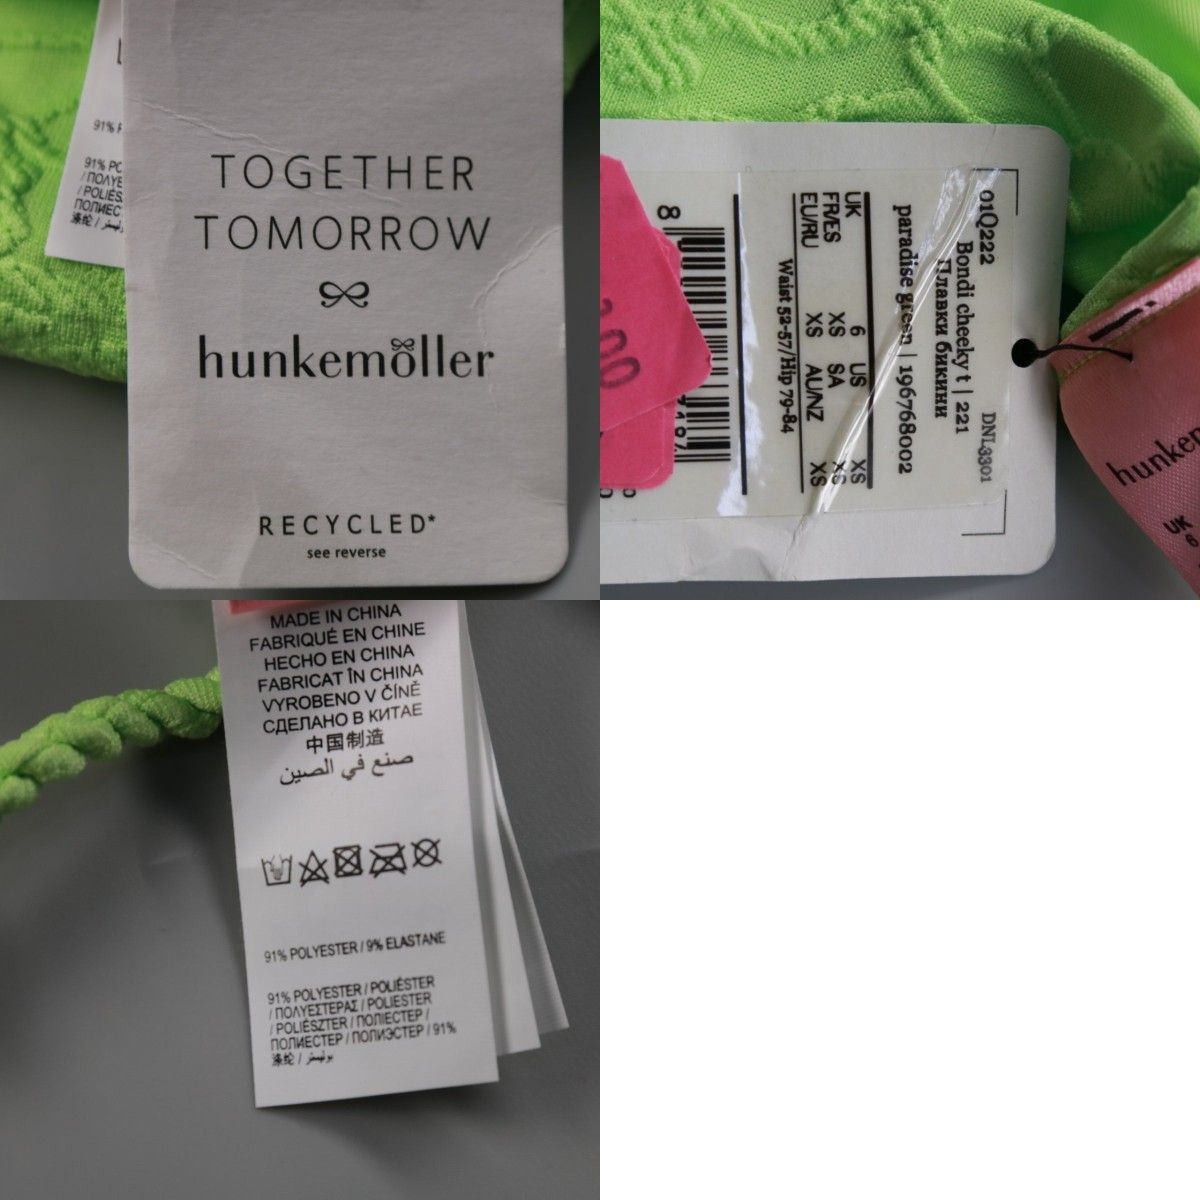 91%
91%
TOGETHER
TOMORROW
hunkemöller
RECYCLED*
see reverse
01Q222
DNL3301
Bondi cheeky t | 221
Плавки бикини
paradise green | 196768002
UK 6 US XS
FR/ES XS SA XS
EU/RU XS AU/NZ XS
Waist 52-57/Hip 79-84
8
UK
6
MADE IN CHINA
FABRIQUÉ EN CHINE
HECHO EN CHINA
FABRICAT ÎN CHINA
VYROBENO V ČÍNĚ
СДЕЛАНО В КИТАЕ
中国制造
صنع في الصين
91% POLYESTER / 9% ELASTANE
91% POLYESTER / POLIÉSTER
/ ΠΟΛΥΕΣΤΕΡΑΣ / POLIESTER
/ POLIÉSZTER / ПОЛІЕСТЕР /
ПОЛИЕСТЕР / ПОЛИЭСТЕР / 91%
涤纶 / بوليستر